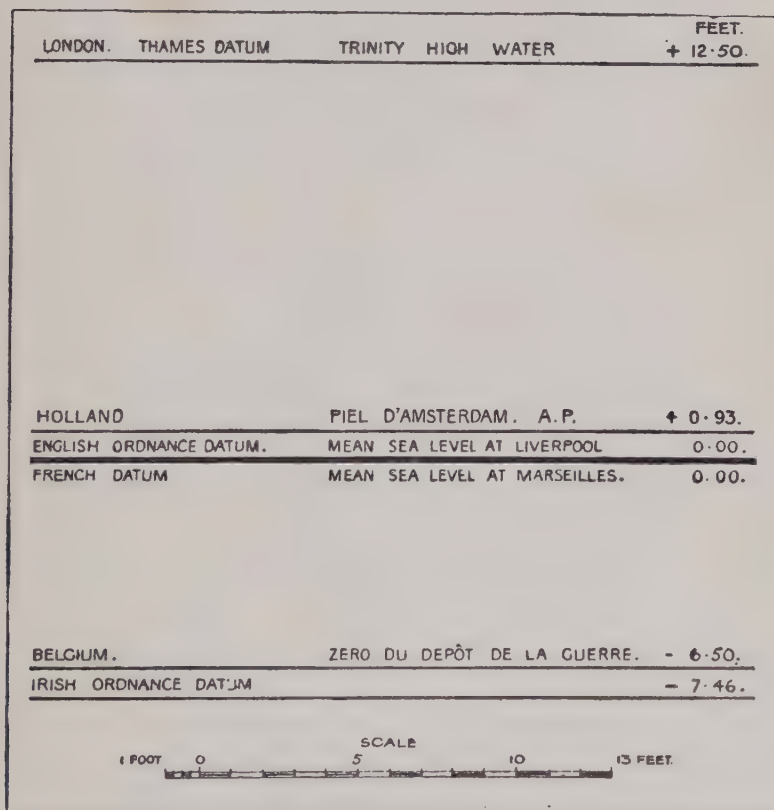 FEET.
LONDON. THAMES DATUM TRINITY HIGH WATER + 12·50.
HOLLAND PIEL D'AMSTERDAM. A.P. + 0·93.
ENGLISH ORDNANCE DATUM. MEAN SEA LEVEL AT LIVERPOOL 0·00.
FRENCH DATUM MEAN SEA LEVEL AT MARSEILLES. 0·00.
BELGIUM. ZERO DU DEPÔT DE LA GUERRE. - 6·50.
IRISH ORDNANCE DATUM - 7·46.
SCALE
1 FOOT 0 5 10 13 FEET.